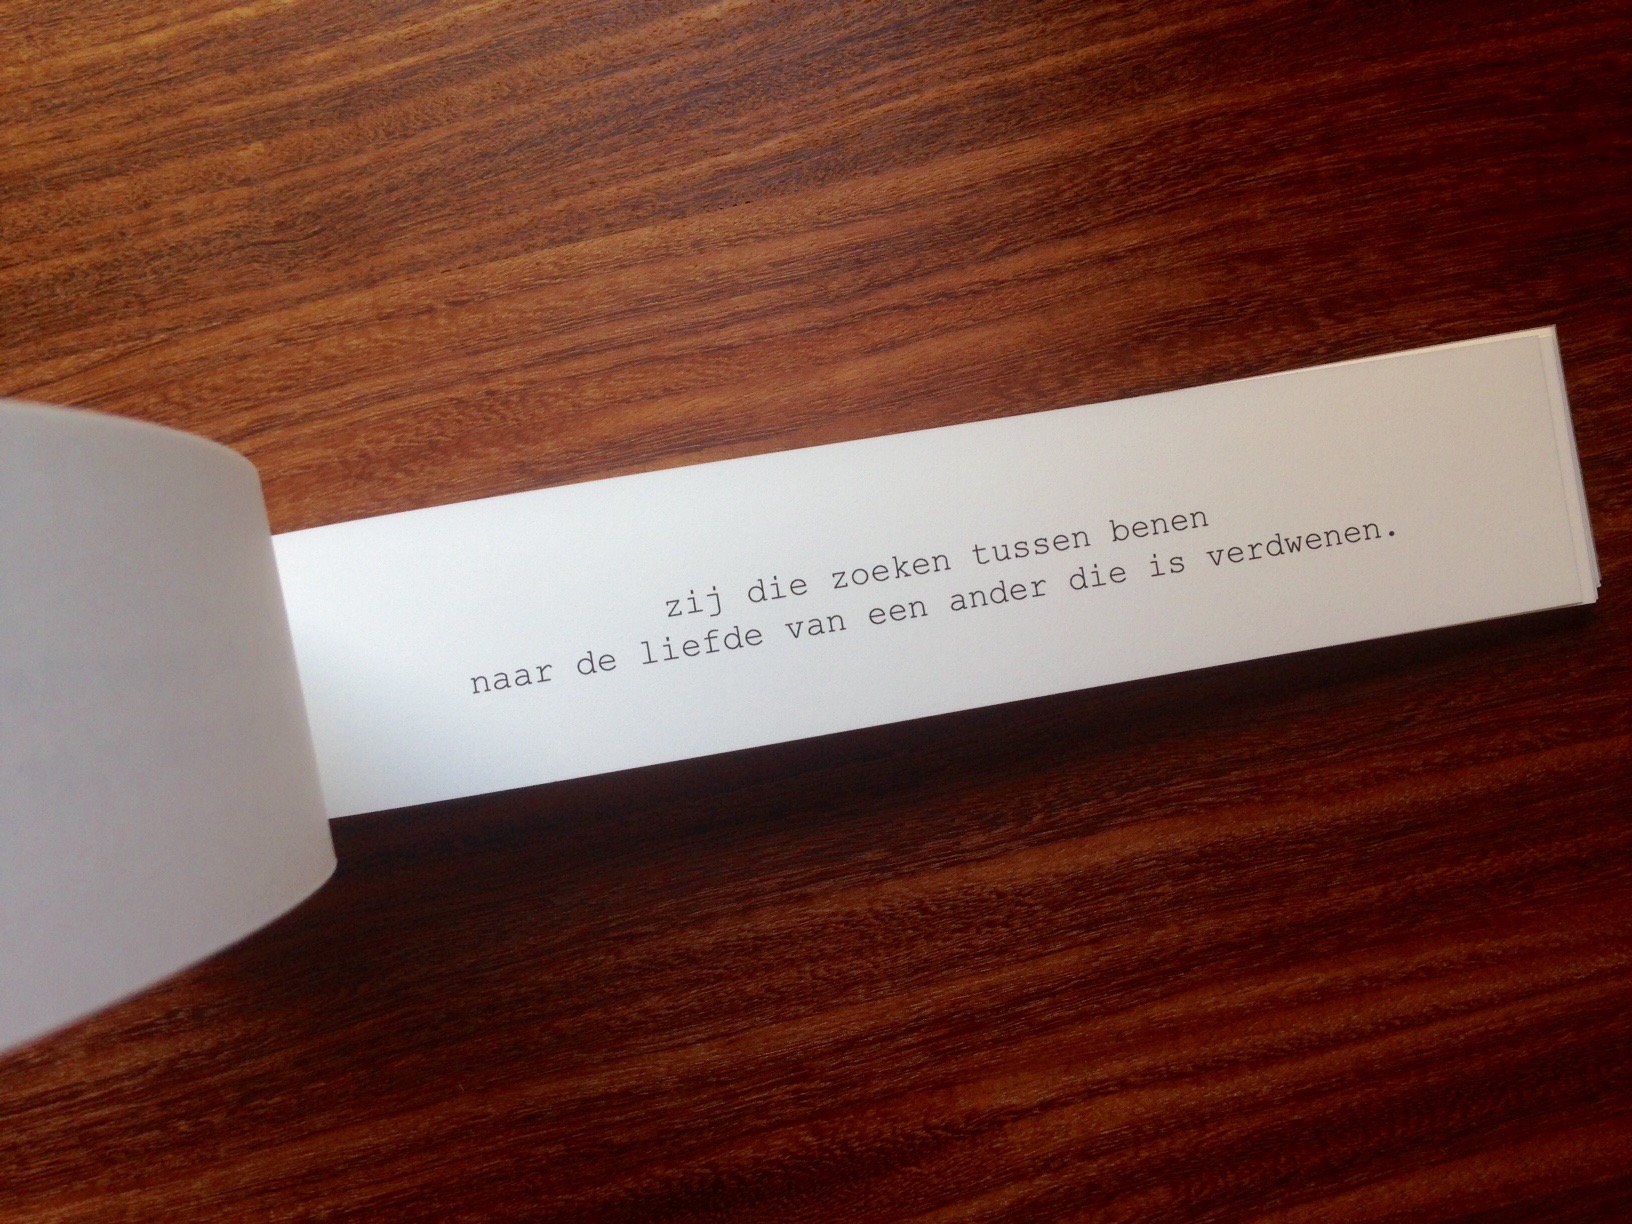 zij die zoeken tussen benen
naar de liefde van een ander die is verdwenen.